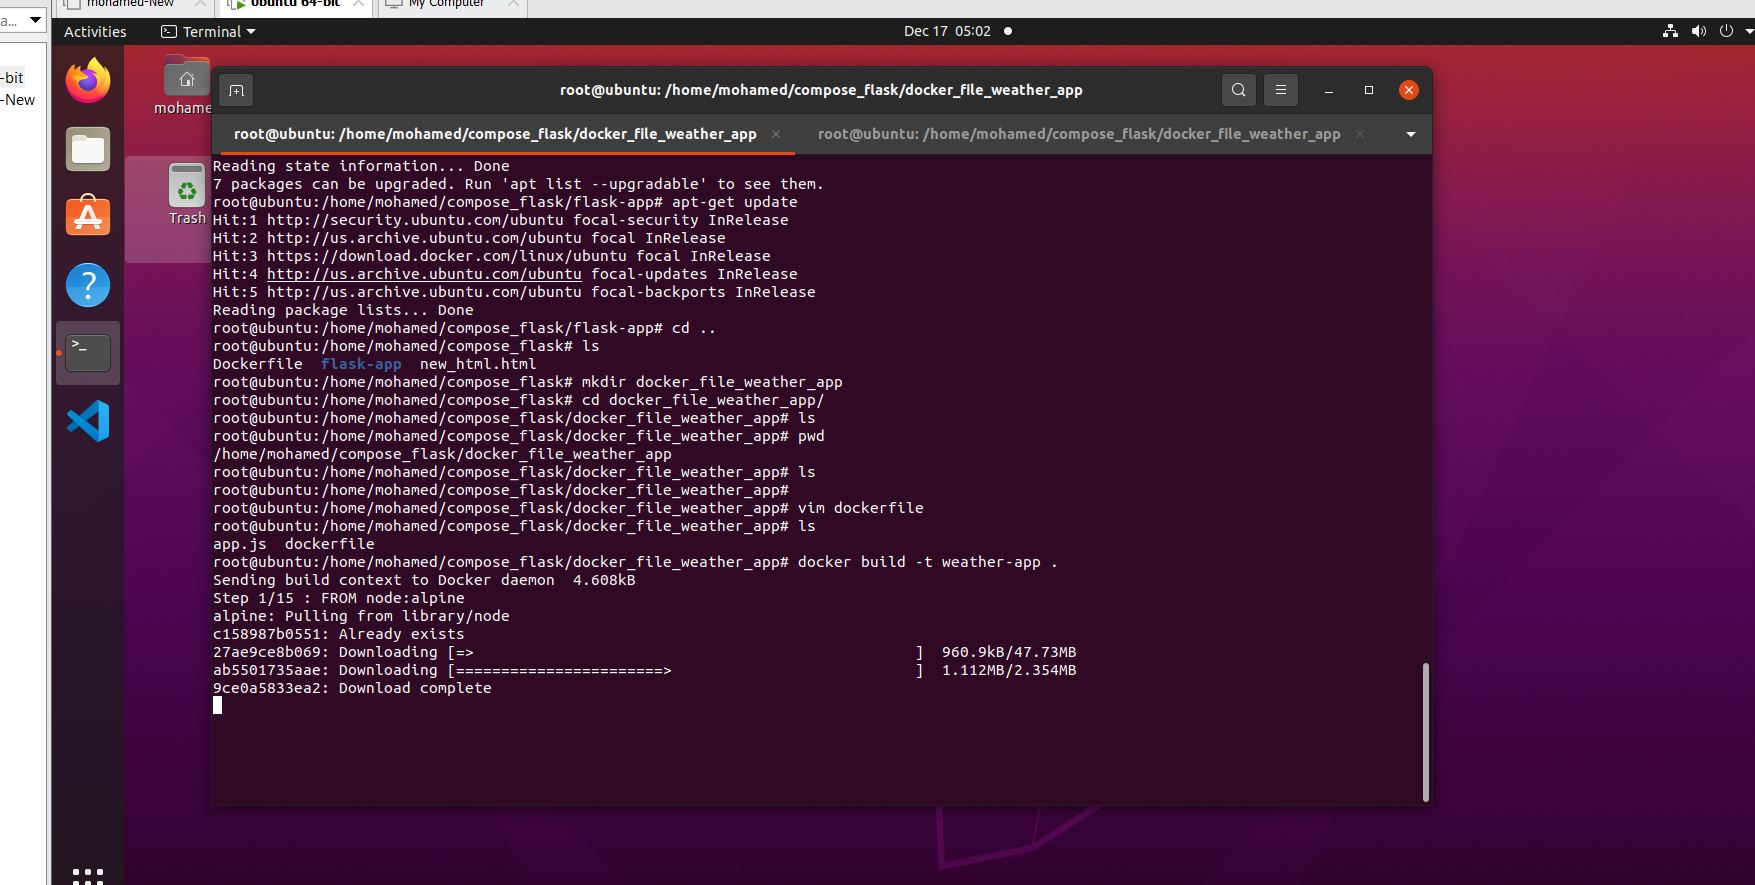 a...
mohamed-New
Ubuntu 64-bit
My Computer
-bit
-New
Activities
Terminal
Dec 17 05:02
mohame
Trash
root@ubuntu: /home/mohamed/compose_flask/docker_file_weather_app
root@ubuntu: /home/mohamed/compose_flask/docker_file_weather_app
root@ubuntu: /home/mohamed/compose_flask/docker_file_weather_app
Reading state information... Done
7 packages can be upgraded. Run 'apt list --upgradable' to see them.
root@ubuntu:/home/mohamed/compose_flask/flask-app# apt-get update
Hit:1 http://security.ubuntu.com/ubuntu focal-security InRelease
Hit:2 http://us.archive.ubuntu.com/ubuntu focal InRelease
Hit:3 https://download.docker.com/linux/ubuntu focal InRelease
Hit:4 http://us.archive.ubuntu.com/ubuntu focal-updates InRelease
Hit:5 http://us.archive.ubuntu.com/ubuntu focal-backports InRelease
Reading package lists... Done
root@ubuntu:/home/mohamed/compose_flask/flask-app# cd ..
root@ubuntu:/home/mohamed/compose_flask# ls
Dockerfile  flask-app  new_html.html
root@ubuntu:/home/mohamed/compose_flask# mkdir docker_file_weather_app
root@ubuntu:/home/mohamed/compose_flask# cd docker_file_weather_app/
root@ubuntu:/home/mohamed/compose_flask/docker_file_weather_app# ls
root@ubuntu:/home/mohamed/compose_flask/docker_file_weather_app# pwd
/home/mohamed/compose_flask/docker_file_weather_app
root@ubuntu:/home/mohamed/compose_flask/docker_file_weather_app# ls
root@ubuntu:/home/mohamed/compose_flask/docker_file_weather_app#
root@ubuntu:/home/mohamed/compose_flask/docker_file_weather_app# vim dockerfile
root@ubuntu:/home/mohamed/compose_flask/docker_file_weather_app# ls
app.js  dockerfile
root@ubuntu:/home/mohamed/compose_flask/docker_file_weather_app# docker build -t weather-app .
Sending build context to Docker daemon  4.608kB
Step 1/15 : FROM node:alpine
alpine: Pulling from library/node
c158987b0551: Already exists
27ae9ce8b069: Downloading [=>                                                 ]  960.9kB/47.73MB
ab5501735aae: Downloading [=======================>                           ]  1.112MB/2.354MB
9ce0a5833ea2: Download complete